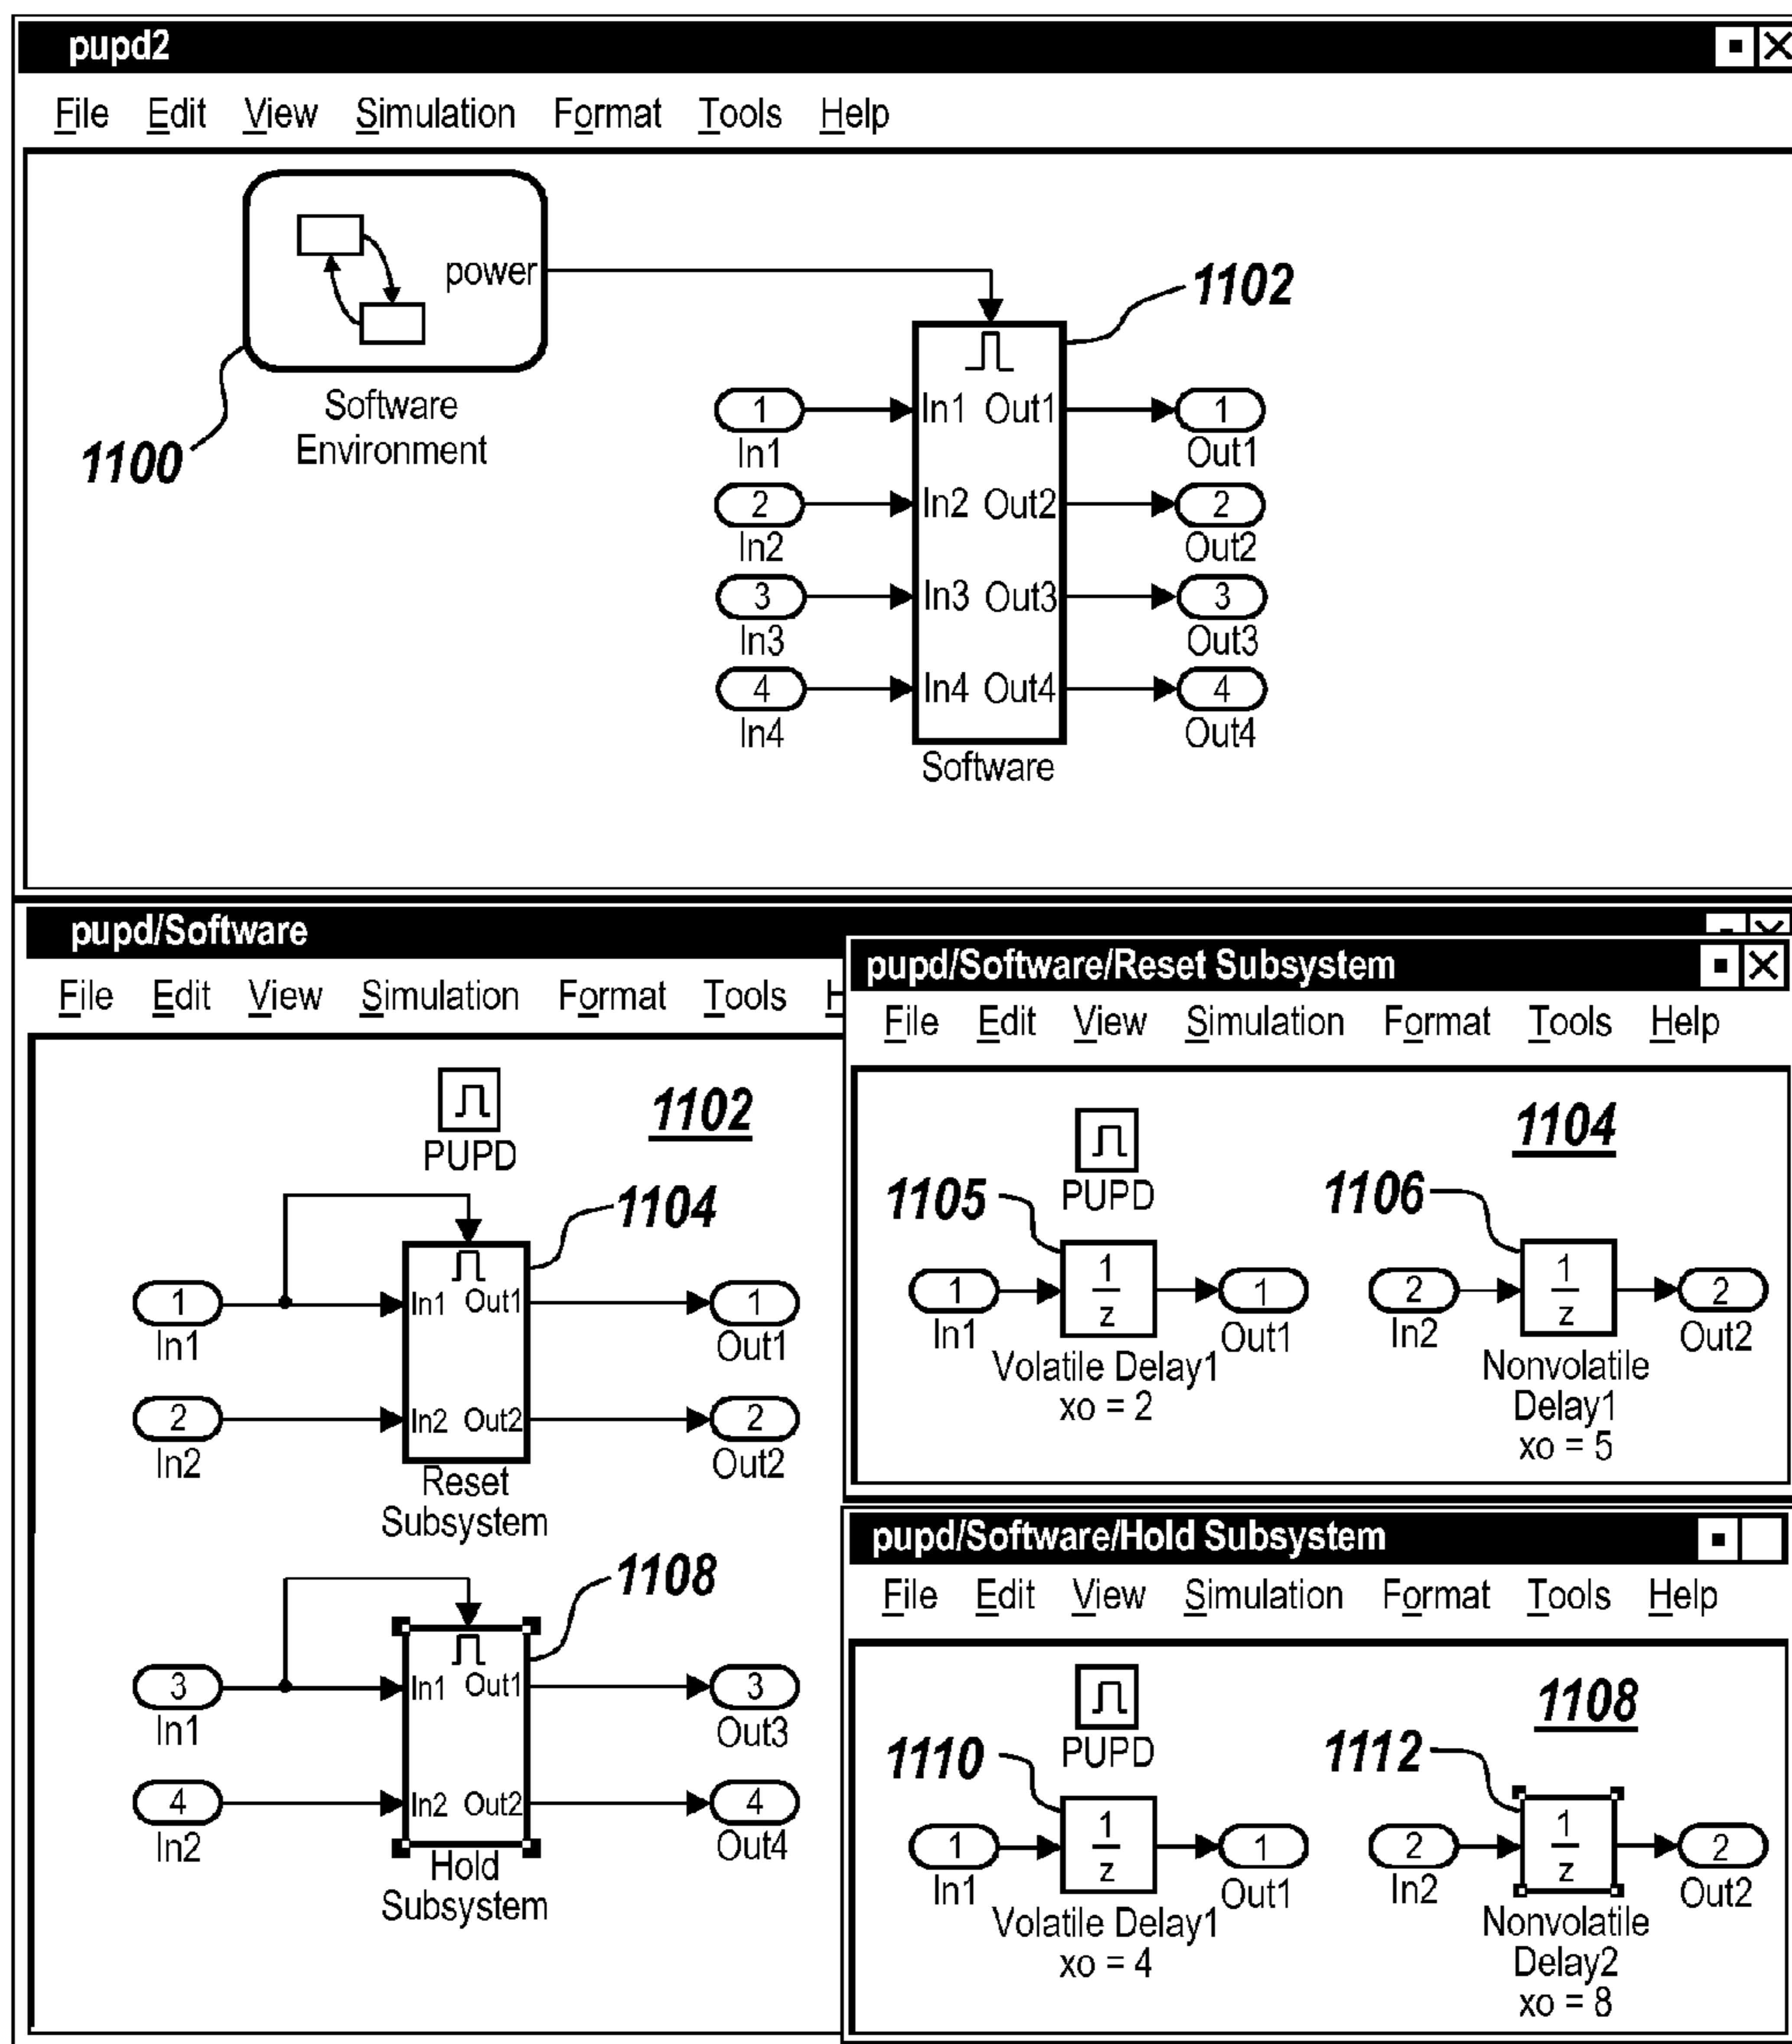 pupd2
File Edit View Simulation Format Tools Help
power
1102
Software
Environment
1100
1 In1 Out1 1
In1 Out1
2 In2 Out2 2
In2 Out2
3 In3 Out3 3
In3 Out3
4 In4 Out4 4
In4 Out4
Software
pupd/Software
File Edit View Simulation Format Tools H
PUPD
1102
1104
1 In1 Out1 1
In1 Out1
2 In2 Out2 2
In2 Out2
Reset
Subsystem
1108
3 In1 Out1 3
In1 Out3
4 In2 Out2 4
In2 Out4
Hold
Subsystem
pupd/Software/Reset Subsystem
File Edit View Simulation Format Tools Help
PUPD
1104
1105
1106
1 1/z 1
In1 Out1
Volatile Delay1
xo = 2
2 1/z 2
In2 Out2
Nonvolatile
Delay1
xo = 5
pupd/Software/Hold Subsystem
File Edit View Simulation Format Tools Help
PUPD
1108
1110
1112
1 1/z 1
In1 Out1
Volatile Delay1
xo = 4
2 1/z 2
In2 Out2
Nonvolatile
Delay2
xo = 8